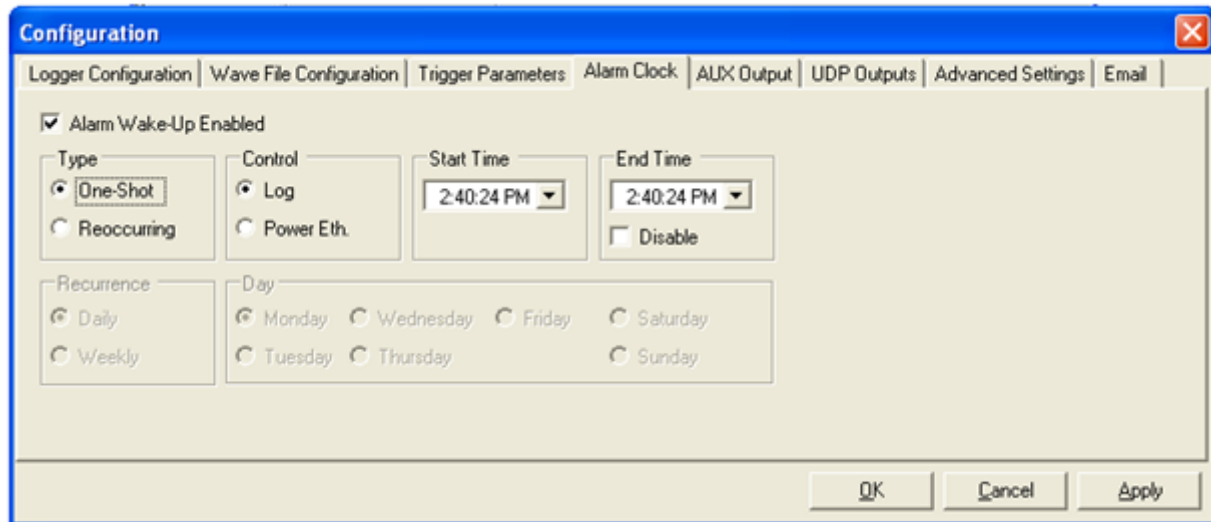 Configuration
Logger Configuration Wave File Configuration Trigger Parameters Alarm Clock AUX Output UDP Outputs Advanced Settings Email
Alarm Wake-Up Enabled
Type Control Start Time End Time
One-Shot Log 2:40:24 PM 2:40:24 PM
Reoccurring Power Eth. Disable
Recurrence Day
Daily Monday Wednesday Friday Saturday
Weekly Tuesday Thursday Sunday
OK Cancel Apply